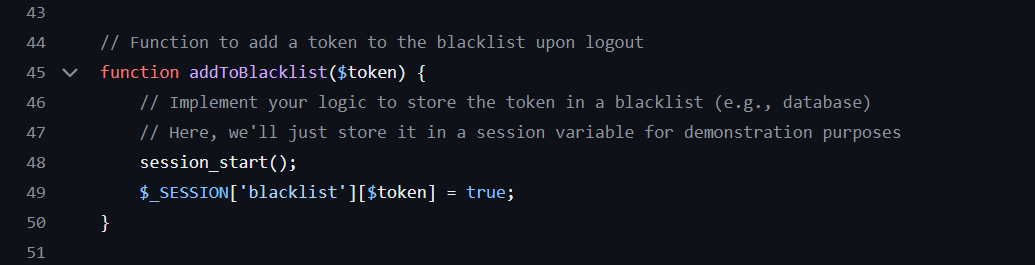 43
44 // Function to add a token to the blacklist upon logout
45 function addToBlacklist($token) {
46 // Implement your logic to store the token in a blacklist (e.g., database)
47 // Here, we'll just store it in a session variable for demonstration purposes
48 session_start();
49 $_SESSION['blacklist'][$token] = true;
50 }
51